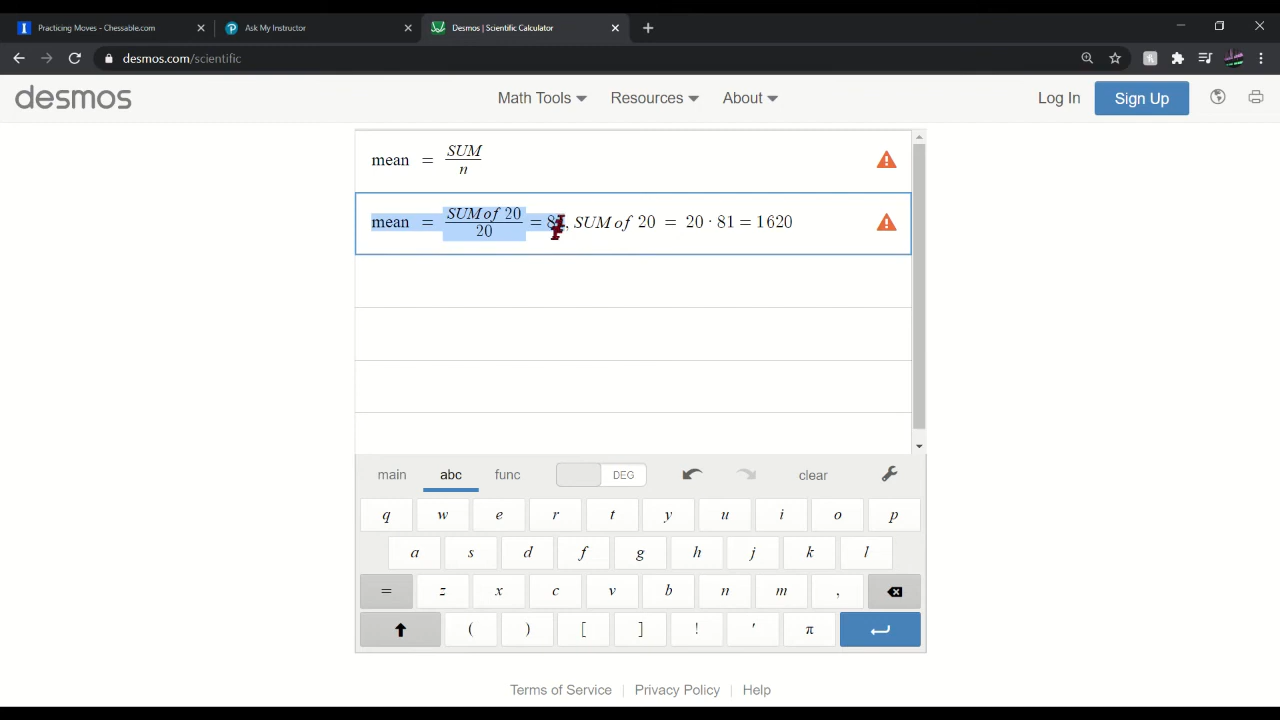 Practicing Moves - Chessable.com
Ask My Instructor
Desmos | Scientific Calculator
desmos.com/scientific
desmos
Math Tools
Resources
About
Log In
Sign Up
mean = SUM/n
mean = SUM of 20/20 = 81, SUM of 20 = 20 · 81 = 1620
main
abc
func
DEG
clear
q w e r t y u i o p
a s d f g h j k l
= z x c v b n m ,
( ) [ ] ! ' π
Terms of Service | Privacy Policy | Help